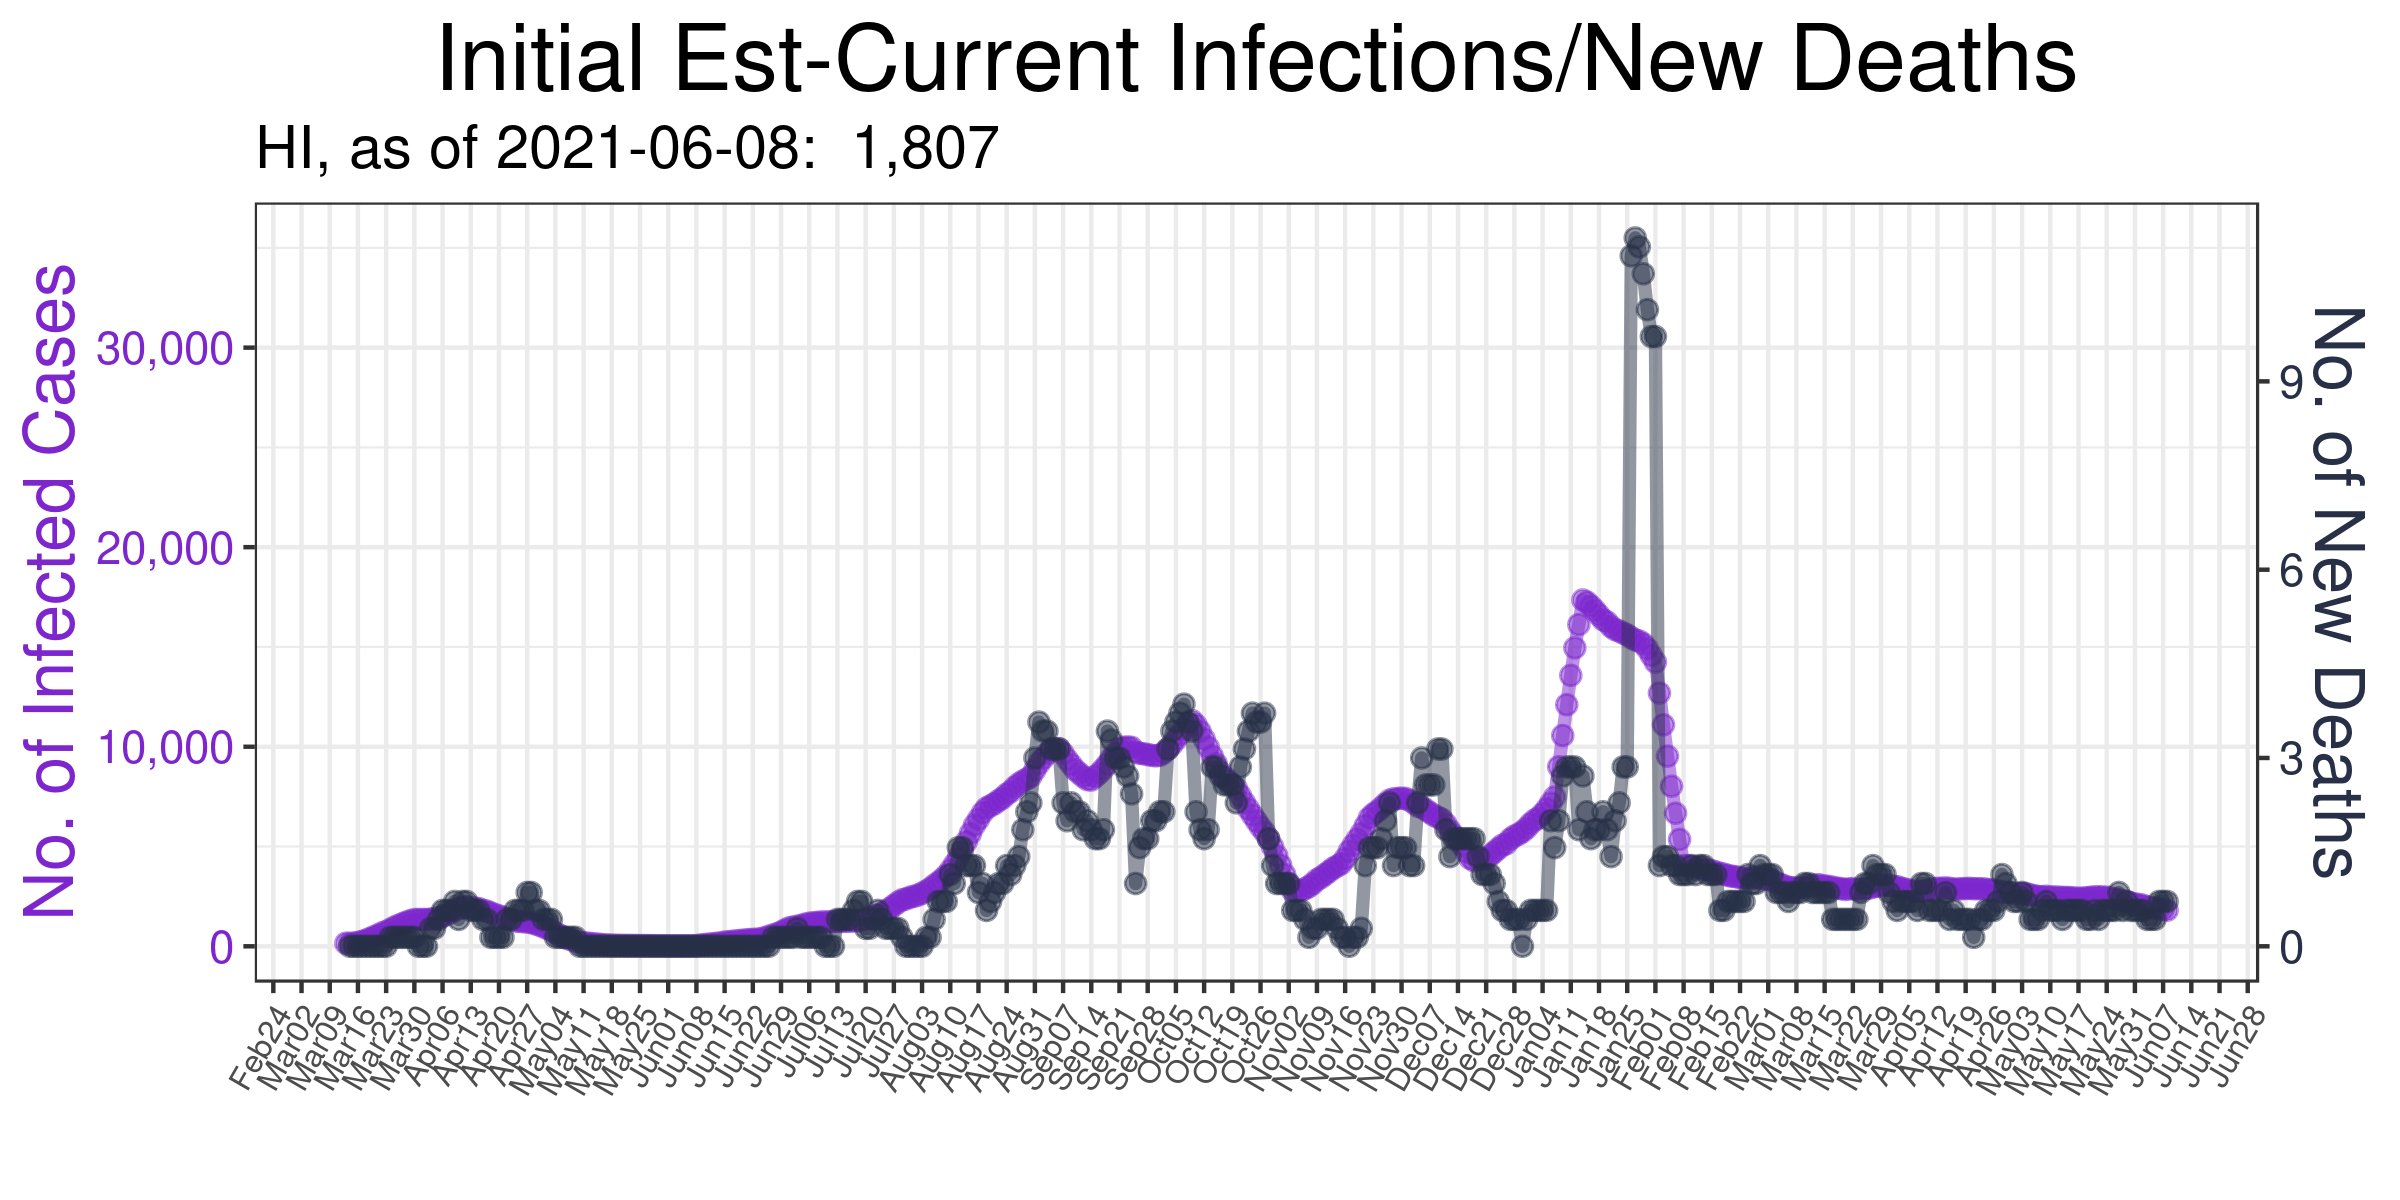 Initial Est-Current Infections/New Deaths
HI, as of 2021-06-08:  1,807
No. of Infected Cases
30,000
20,000
10,000
0
No. of New Deaths
9
6
3
0
Feb24 Mar02 Mar09 Mar16 Mar23 Mar30 Apr06 Apr13 Apr20 Apr27 May04 May11 May18 May25 Jun01 Jun08 Jun15 Jun22 Jun29 Jul06 Jul13 Jul20 Jul27 Aug03 Aug10 Aug17 Aug24 Aug31 Sep07 Sep14 Sep21 Sep28 Oct05 Oct12 Oct19 Oct26 Nov02 Nov09 Nov16 Nov23 Nov30 Dec07 Dec14 Dec21 Dec28 Jan04 Jan11 Jan18 Jan25 Feb01 Feb08 Feb15 Feb22 Mar01 Mar08 Mar15 Mar22 Mar29 Apr05 Apr12 Apr19 Apr26 May03 May10 May17 May24 May31 Jun07 Jun14 Jun21 Jun28